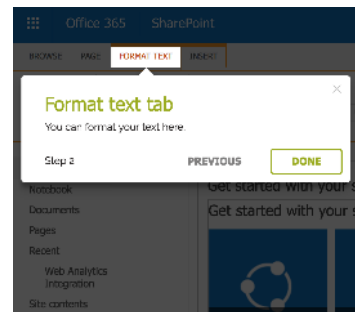 Office 365 SharePoint
BROWSE PAGE FORMAT TEXT INSERT
Format text tab
You can format your text here.
Step 2 PREVIOUS DONE
Notebook
Documents
Pages
Recent
Web Analytics
Integration
Site contents
Get started with your s
Get started with your s